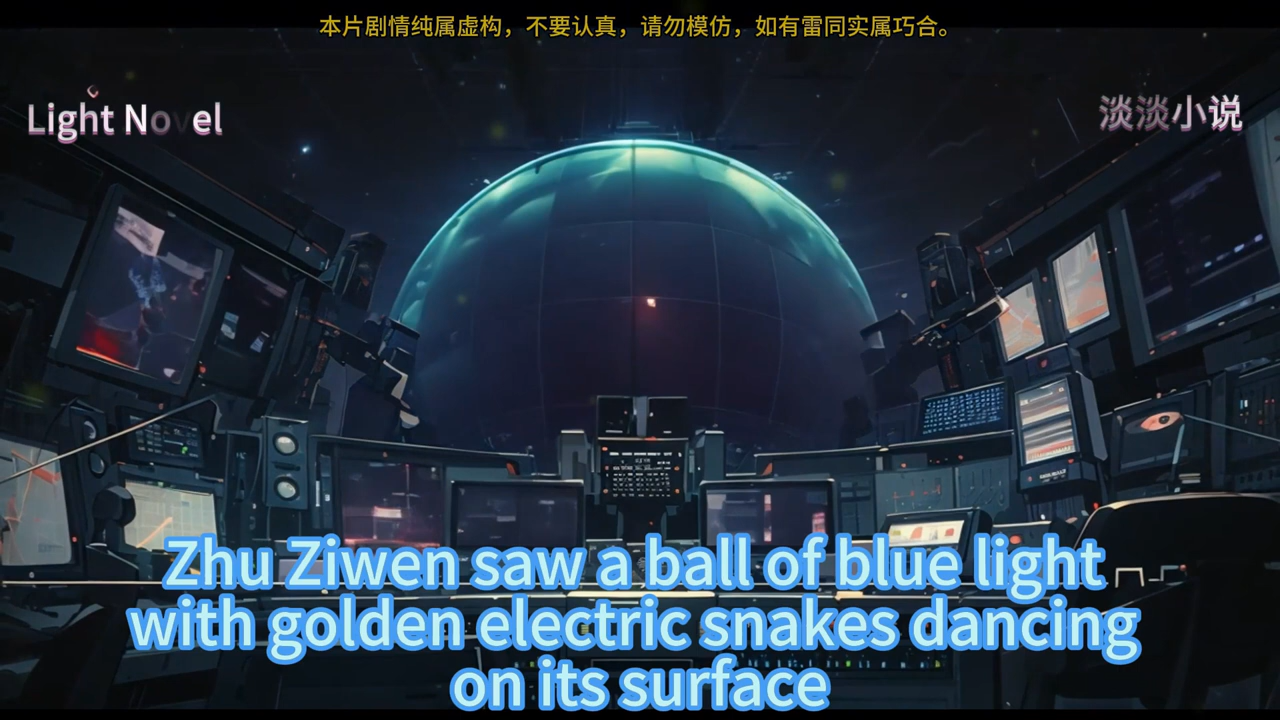 本片剧情纯属虚构，不要认真，请勿模仿，如有雷同实属巧合。
Light Novel
淡淡小说
Zhu Ziwen saw a ball of blue light
with golden electric snakes dancing
on its surface